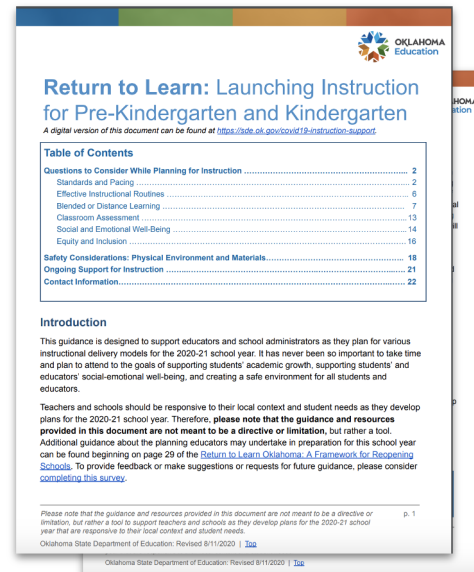 OKLAHOMA
Education
Return to Learn: Launching Instruction
for Pre-Kindergarten and Kindergarten
A digital version of this document can be found at https://sde.ok.gov/covid19-instruction-support.
Table of Contents
Questions to Consider While Planning for Instruction .......................................................... 2
Standards and Pacing .......................................................... 2
Effective Instructional Routines .......................................................... 6
Blended or Distance Learning .......................................................... 7
Classroom Assessment .......................................................... 13
Social and Emotional Well-Being .......................................................... 14
Equity and Inclusion .......................................................... 16
Safety Considerations: Physical Environment and Materials.......................................................... 18
Ongoing Support for Instruction .......................................................... 21
Contact Information.......................................................... 22
Introduction
This guidance is designed to support educators and school administrators as they plan for various
instructional delivery models for the 2020-21 school year. It has never been so important to take time
and plan to attend to the goals of supporting students' academic growth, supporting students' and
educators' social-emotional well-being, and creating a safe environment for all students and
educators.
Teachers and schools should be responsive to their local context and student needs as they develop
plans for the 2020-21 school year. Therefore, please note that the guidance and resources
provided in this document are not meant to be a directive or limitation, but rather a tool.
Additional guidance about the planning educators may undertake in preparation for this school year
can be found beginning on page 29 of the Return to Learn Oklahoma: A Framework for Reopening
Schools. To provide feedback or make suggestions or requests for future guidance, please consider
completing this survey.
Please note that the guidance and resources provided in this document are not meant to be a directive or p. 1
limitation, but rather a tool to support teachers and schools as they develop plans for the 2020-21 school
year that are responsive to their local context and student needs.
Oklahoma State Department of Education: Revised 8/11/2020 | Top
Oklahoma State Department of Education: Revised 8/11/2020 | Top